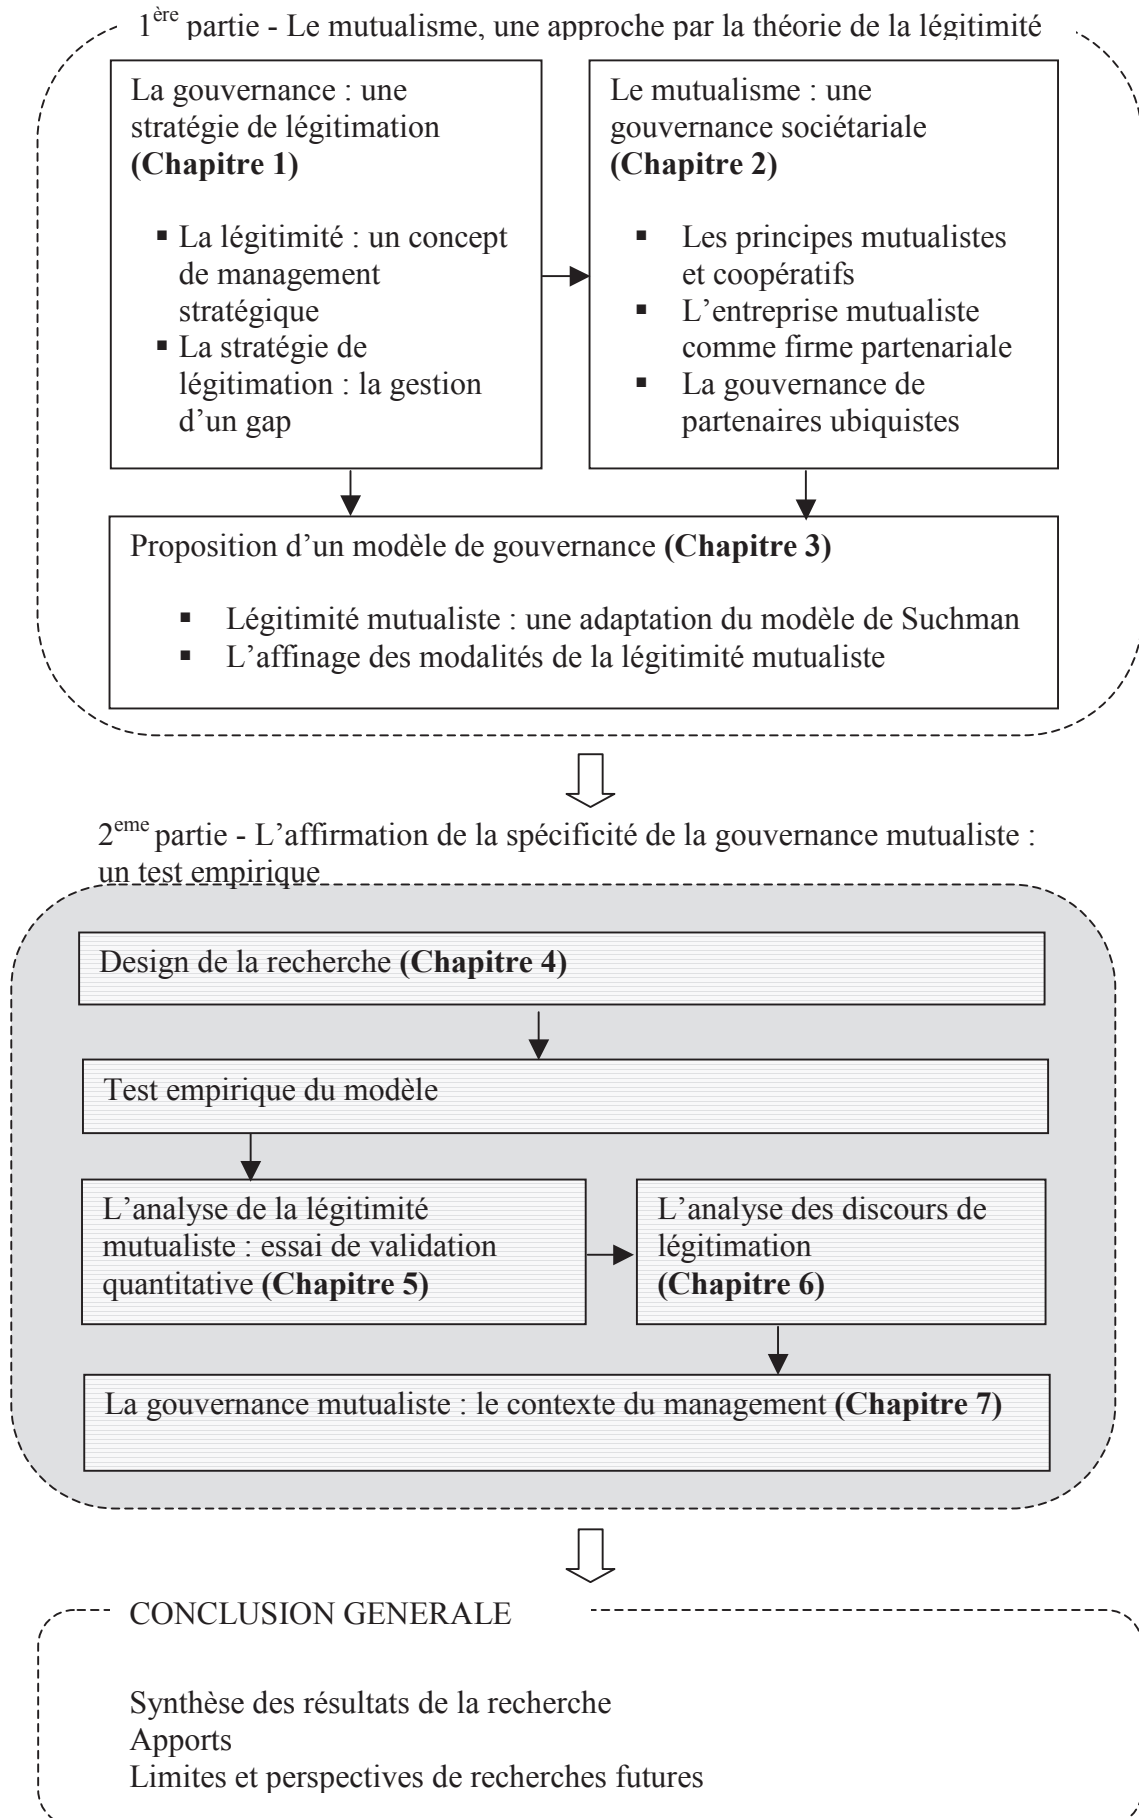 1ère partie - Le mutualisme, une approche par la théorie de la légitimité
La gouvernance : une
stratégie de légitimation
(Chapitre 1)
▪ La légitimité : un concept
de management
stratégique
▪ La stratégie de
légitimation : la gestion
d’un gap
Le mutualisme : une
gouvernance sociétariale
(Chapitre 2)
▪ Les principes mutualistes
et coopératifs
▪ L’entreprise mutualiste
comme firme partenariale
▪ La gouvernance de
partenaires ubiquistes
Proposition d’un modèle de gouvernance (Chapitre 3)
▪ Légitimité mutualiste : une adaptation du modèle de Suchman
▪ L’affinage des modalités de la légitimité mutualiste
2eme partie - L’affirmation de la spécificité de la gouvernance mutualiste :
un test empirique
Design de la recherche (Chapitre 4)
Test empirique du modèle
L’analyse de la légitimité
mutualiste : essai de validation
quantitative (Chapitre 5)
L’analyse des discours de
légitimation
(Chapitre 6)
La gouvernance mutualiste : le contexte du management (Chapitre 7)
CONCLUSION GENERALE
Synthèse des résultats de la recherche
Apports
Limites et perspectives de recherches futures